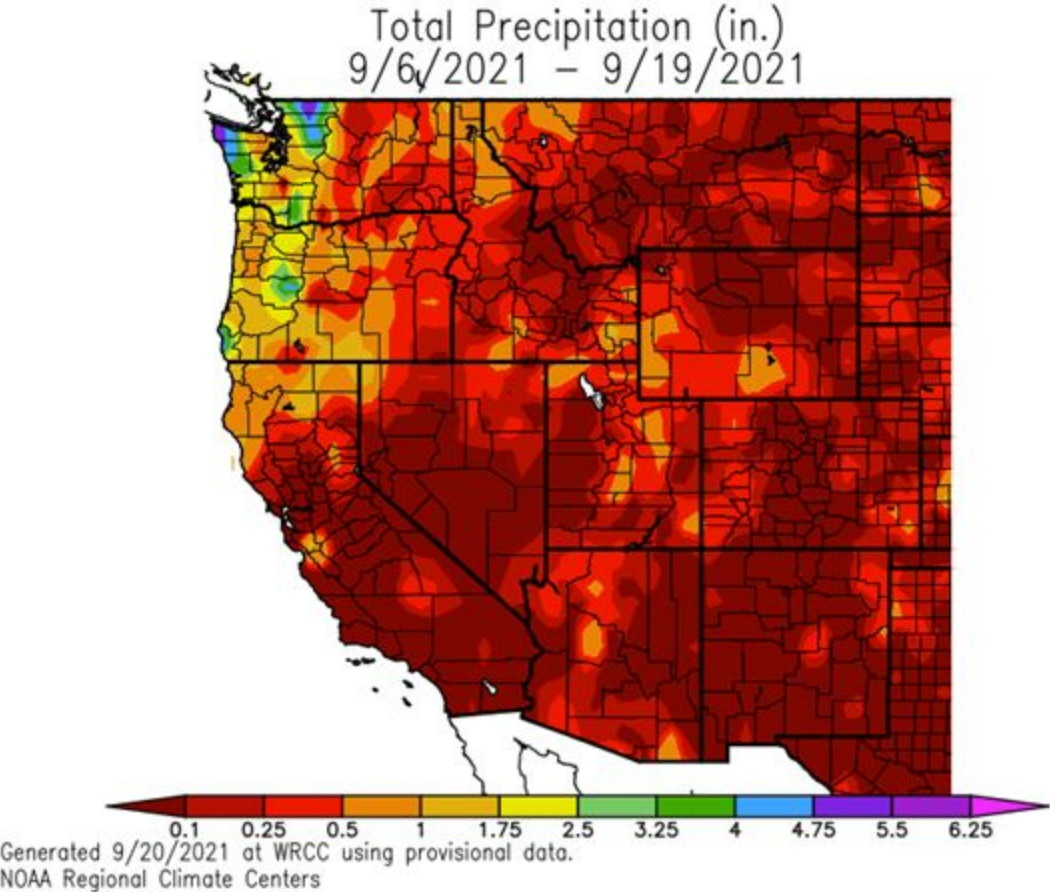 Total Precipitation (in.)
9/6/2021 – 9/19/2021
0.1 0.25 0.5 1 1.75 2.5 3.25 4 4.75 5.5 6.25
Generated 9/20/2021 at WRCC using provisional data.
NOAA Regional Climate Centers